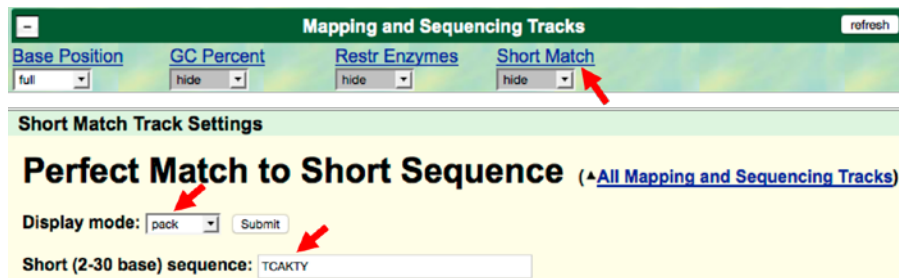 - Mapping and Sequencing Tracks refresh
Base Position GC Percent Restr Enzymes Short Match
full hide hide hide
Short Match Track Settings
Perfect Match to Short Sequence (▲All Mapping and Sequencing Tracks)
Display mode: pack Submit
Short (2-30 base) sequence: TCAKTY